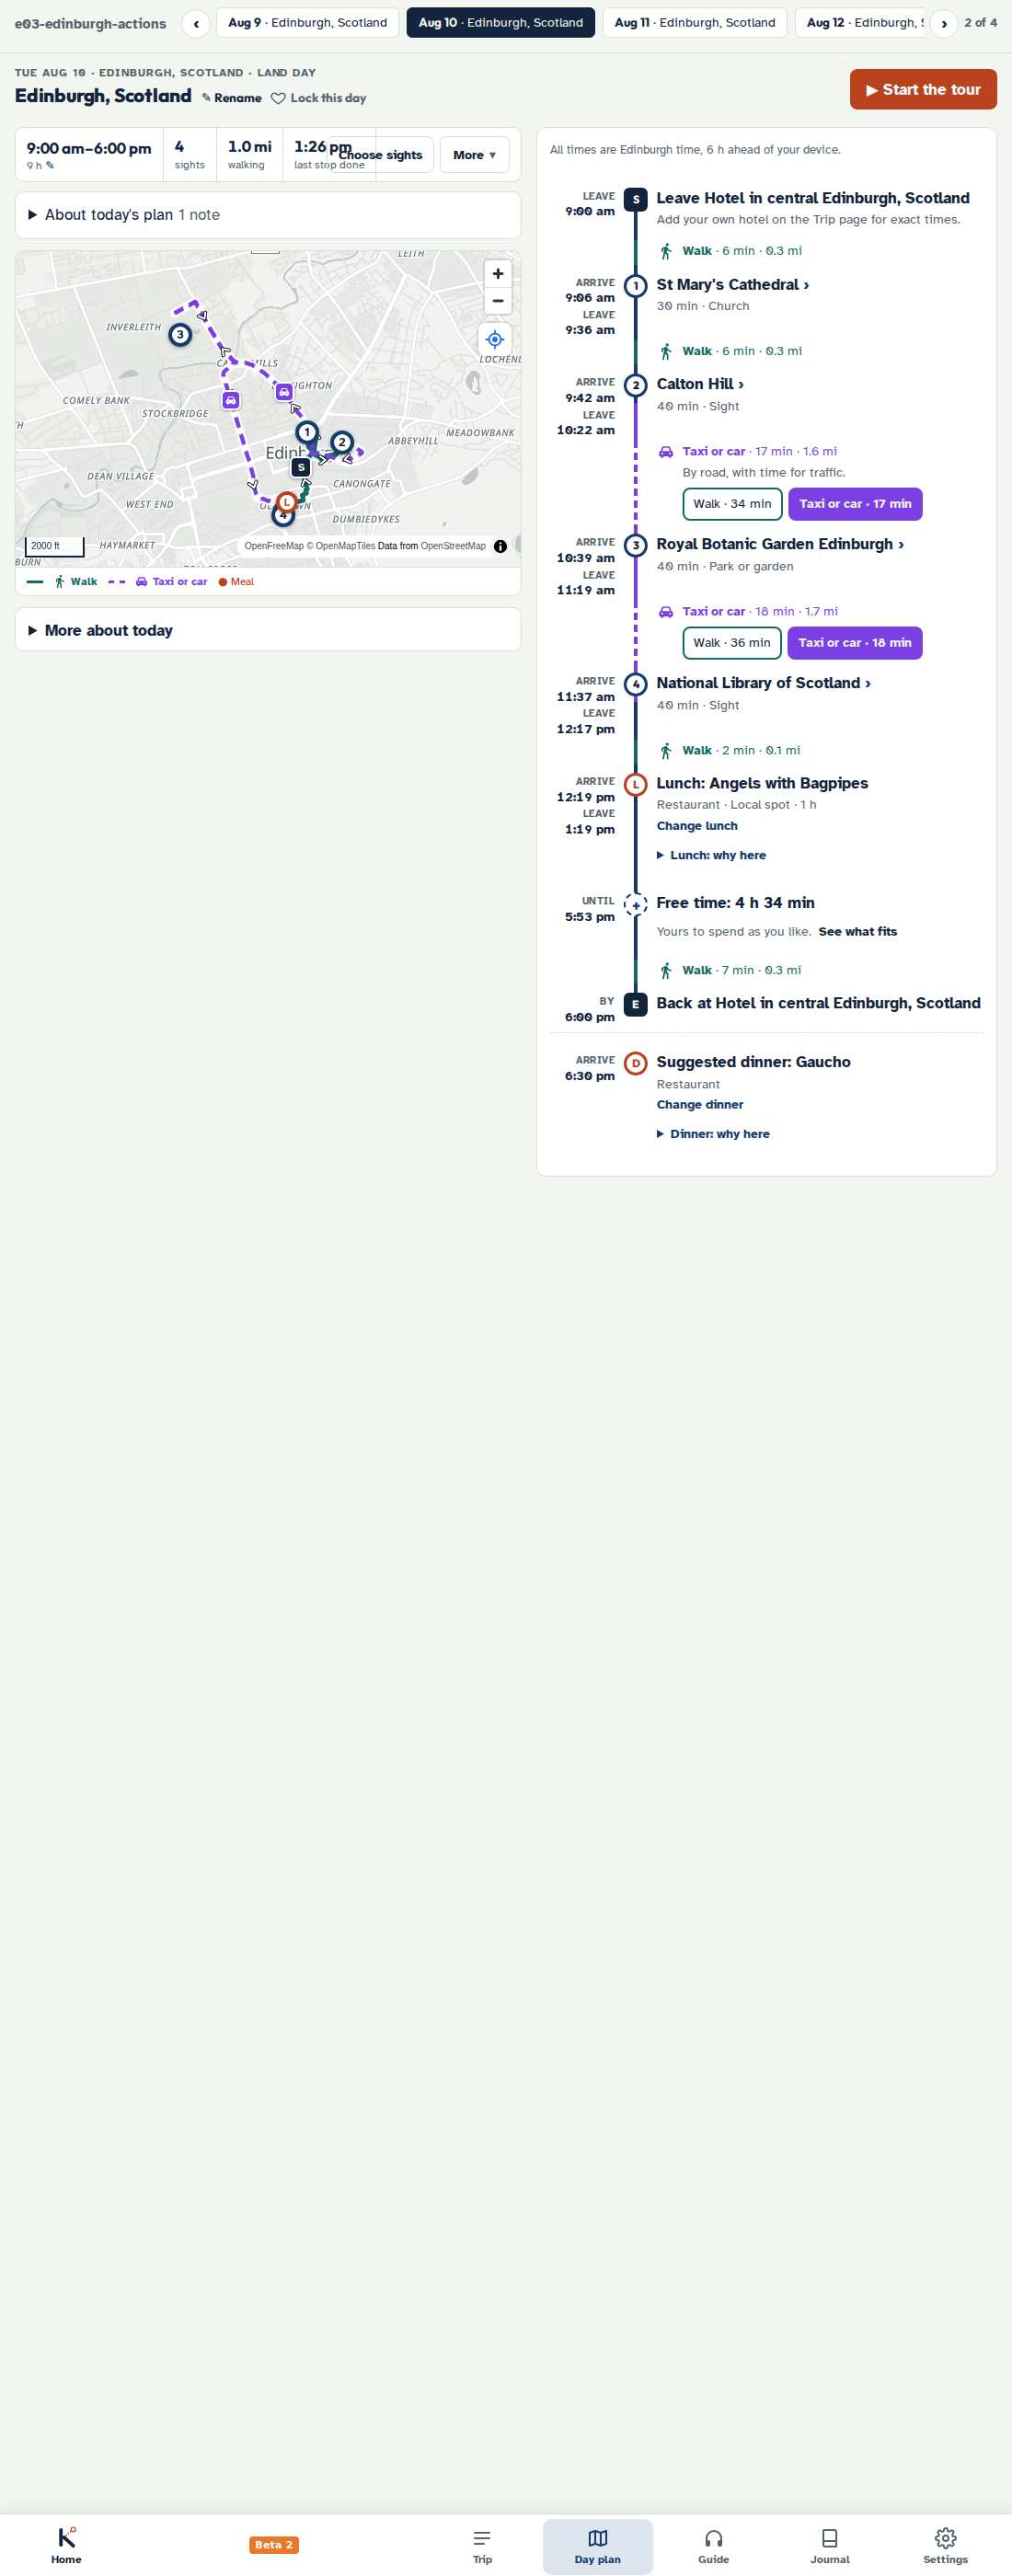 e03-edinburgh-actions
‹
Aug 9 · Edinburgh, Scotland
Aug 10 · Edinburgh, Scotland
Aug 11 · Edinburgh, Scotland
Aug 12 · Edinburgh, S
›
2 of 4
TUE AUG 10 · EDINBURGH, SCOTLAND · LAND DAY
Edinburgh, Scotland
✎ Rename
Lock this day
▶ Start the tour
9:00 am–6:00 pm
9 h ✎
4
sights
1.0 mi
walking
1:26 pm
last stop done
Choose sights
More ▾
▶ About today's plan 1 note
LEITH
INVERLEITH
3
LOCHEND
COMELY BANK
STOCKBRIDGE
1
2
ABBEYHILL
MEADOWBANK
S
DEAN VILLAGE
CANONGATE
WEST END
L
4
DUMBIEDYKES
2000 ft
HAYMARKET
BURN
+
−
OpenFreeMap © OpenMapTiles Data from OpenStreetMap
Walk
Taxi or car
Meal
▶ More about today
All times are Edinburgh time, 6 h ahead of your device.
LEAVE
9:00 am
S
Leave Hotel in central Edinburgh, Scotland
Add your own hotel on the Trip page for exact times.
Walk · 6 min · 0.3 mi
ARRIVE
9:06 am
LEAVE
9:36 am
1
St Mary's Cathedral ›
30 min · Church
Walk · 6 min · 0.3 mi
ARRIVE
9:42 am
LEAVE
10:22 am
2
Calton Hill ›
40 min · Sight
Taxi or car · 17 min · 1.6 mi
By road, with time for traffic.
Walk · 34 min
Taxi or car · 17 min
ARRIVE
10:39 am
LEAVE
11:19 am
3
Royal Botanic Garden Edinburgh ›
40 min · Park or garden
Taxi or car · 18 min · 1.7 mi
Walk · 36 min
Taxi or car · 18 min
ARRIVE
11:37 am
LEAVE
12:17 pm
4
National Library of Scotland ›
40 min · Sight
Walk · 2 min · 0.1 mi
ARRIVE
12:19 pm
LEAVE
1:19 pm
L
Lunch: Angels with Bagpipes
Restaurant · Local spot · 1 h
Change lunch
▶ Lunch: why here
UNTIL
5:53 pm
+
Free time: 4 h 34 min
Yours to spend as you like. See what fits
Walk · 7 min · 0.3 mi
BY
6:00 pm
E
Back at Hotel in central Edinburgh, Scotland
ARRIVE
6:30 pm
D
Suggested dinner: Gaucho
Restaurant
Change dinner
▶ Dinner: why here
Home
Beta 2
Trip
Day plan
Guide
Journal
Settings